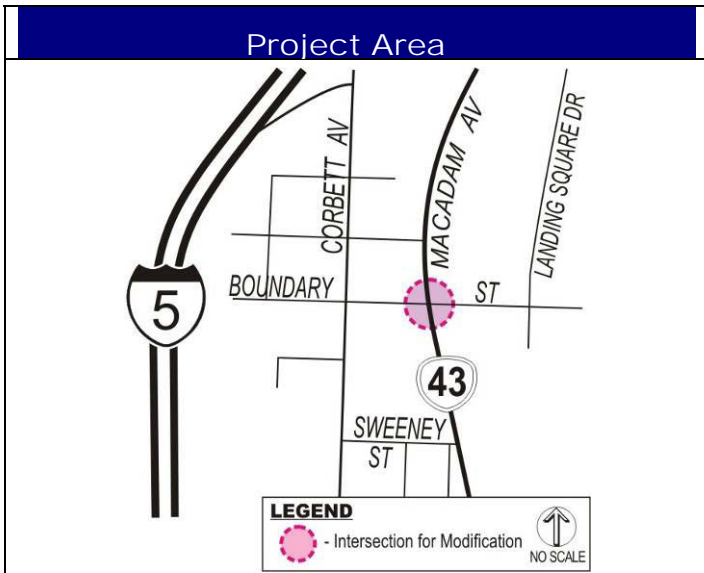 Project Area
CORBETT AV
MACADAM AV
LANDING SQUARE DR
BOUNDARY ST
5
43
SWEENEY
ST
LEGEND
- Intersection for Modification
NO SCALE